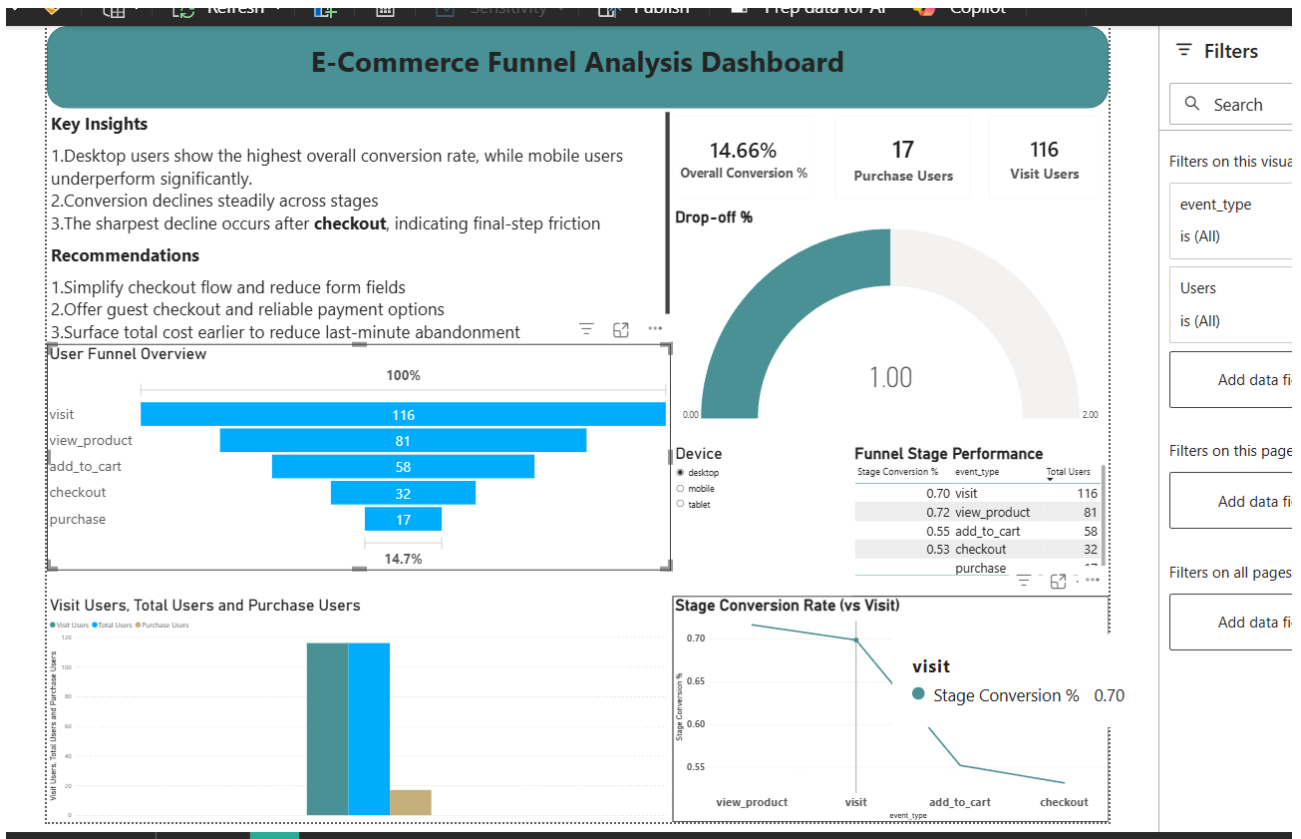 Refresh
Sensitivity
Publish
Prep data for AI
Copilot
E-Commerce Funnel Analysis Dashboard
Key Insights
1.Desktop users show the highest overall conversion rate, while mobile users
underperform significantly.
2.Conversion declines steadily across stages
3.The sharpest decline occurs after checkout, indicating final-step friction
Recommendations
1.Simplify checkout flow and reduce form fields
2.Offer guest checkout and reliable payment options
3.Surface total cost earlier to reduce last-minute abandonment
14.66%
Overall Conversion %
17
Purchase Users
116
Visit Users
Drop-off %
1.00
0.00
2.00
User Funnel Overview
100%
visit 116
view_product 81
add_to_cart 58
checkout 32
purchase 17
14.7%
Device
desktop
mobile
tablet
Funnel Stage Performance
Stage Conversion % event_type Total Users
0.70 visit 116
0.72 view_product 81
0.55 add_to_cart 58
0.53 checkout 32
purchase
Visit Users, Total Users and Purchase Users
Visit Users Total Users Purchase Users
Visit Users, Total Users and Purchase Users
120
100
80
60
40
20
0
Stage Conversion Rate (vs Visit)
Stage Conversion %
0.70
0.65
0.60
0.55
visit
Stage Conversion % 0.70
view_product visit add_to_cart checkout
event_type
Filters
Search
Filters on this visua
event_type
is (All)
Users
is (All)
Add data fi
Filters on this page
Add data fi
Filters on all pages
Add data fi